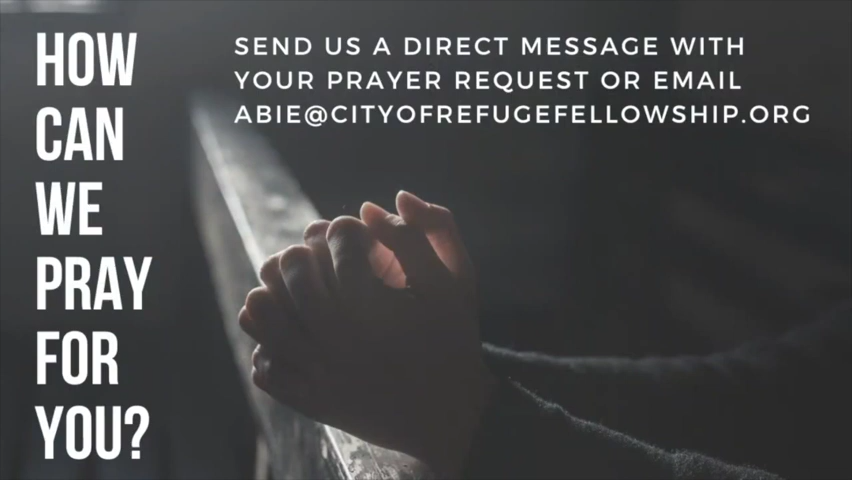 HOW
CAN
WE
PRAY
FOR
YOU?
SEND US A DIRECT MESSAGE WITH
YOUR PRAYER REQUEST OR EMAIL
ABIE@CITYOFREFUGEFELLOWSHIP.ORG